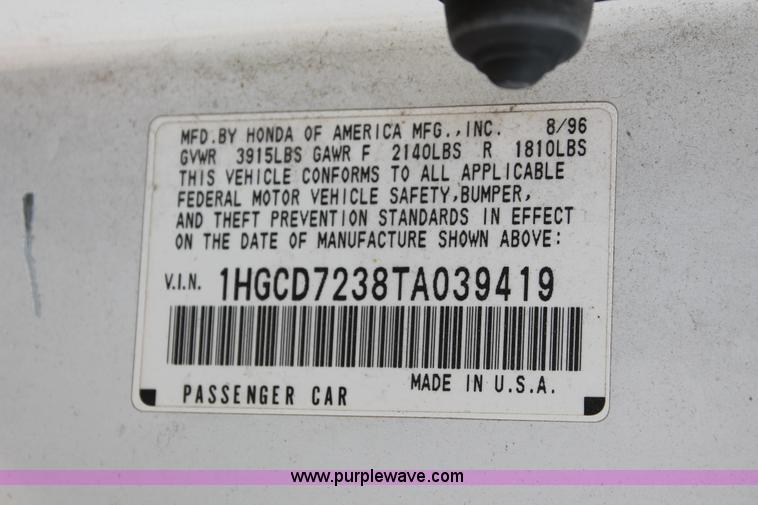 MFD.BY HONDA OF AMERICA MFG.,INC. 8/96
GVWR 3915LBS GAWR F 2140LBS R 1810LBS
THIS VEHICLE CONFORMS TO ALL APPLICABLE
FEDERAL MOTOR VEHICLE SAFETY,BUMPER,
AND THEFT PREVENTION STANDARDS IN EFFECT
ON THE DATE OF MANUFACTURE SHOWN ABOVE:
V.I.N. 1HGCD7238TA039419
PASSENGER CAR MADE IN U.S.A.
www.purplewave.com